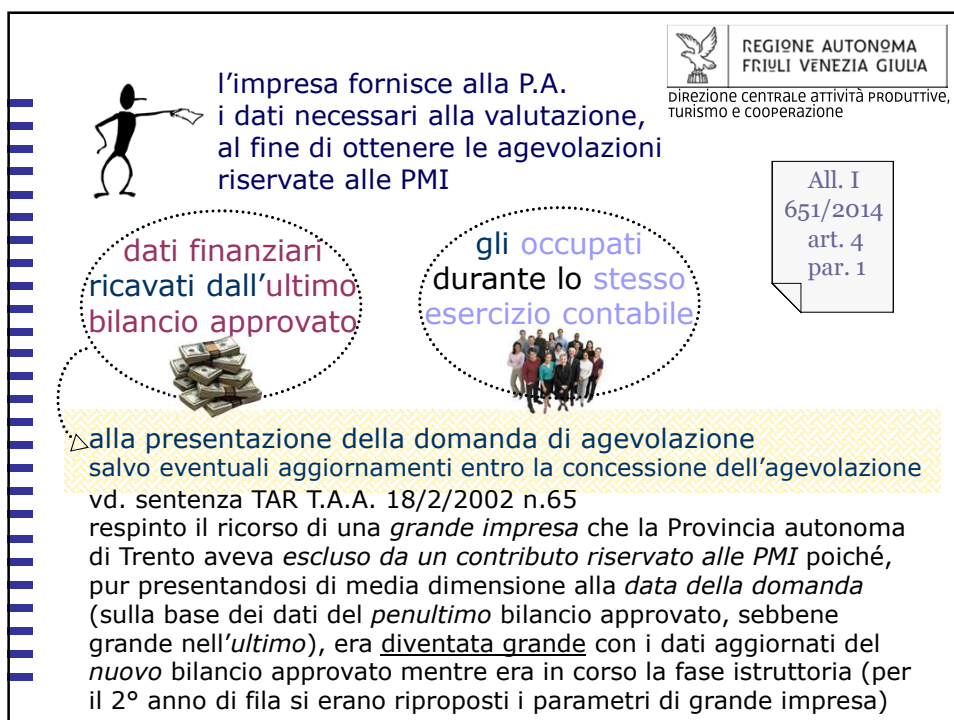 REGIONE AUTONOMA
FRIULI VENEZIA GIULIA
DIREZIONE CENTRALE ATTIVITÀ PRODUTTIVE,
TURISMO E COOPERAZIONE
l'impresa fornisce alla P.A.
i dati necessari alla valutazione,
al fine di ottenere le agevolazioni
riservate alle PMI
All. I
651/2014
art. 4
par. 1
dati finanziari
ricavati dall'ultimo
bilancio approvato
gli occupati
durante lo stesso
esercizio contabile
alla presentazione della domanda di agevolazione
salvo eventuali aggiornamenti entro la concessione dell'agevolazione
vd. sentenza TAR T.A.A. 18/2/2002 n.65
respinto il ricorso di una grande impresa che la Provincia autonoma
di Trento aveva escluso da un contributo riservato alle PMI poiché,
pur presentandosi di media dimensione alla data della domanda
(sulla base dei dati del penultimo bilancio approvato, sebbene
grande nell'ultimo), era diventata grande con i dati aggiornati del
nuovo bilancio approvato mentre era in corso la fase istruttoria (per
il 2° anno di fila si erano riproposti i parametri di grande impresa)